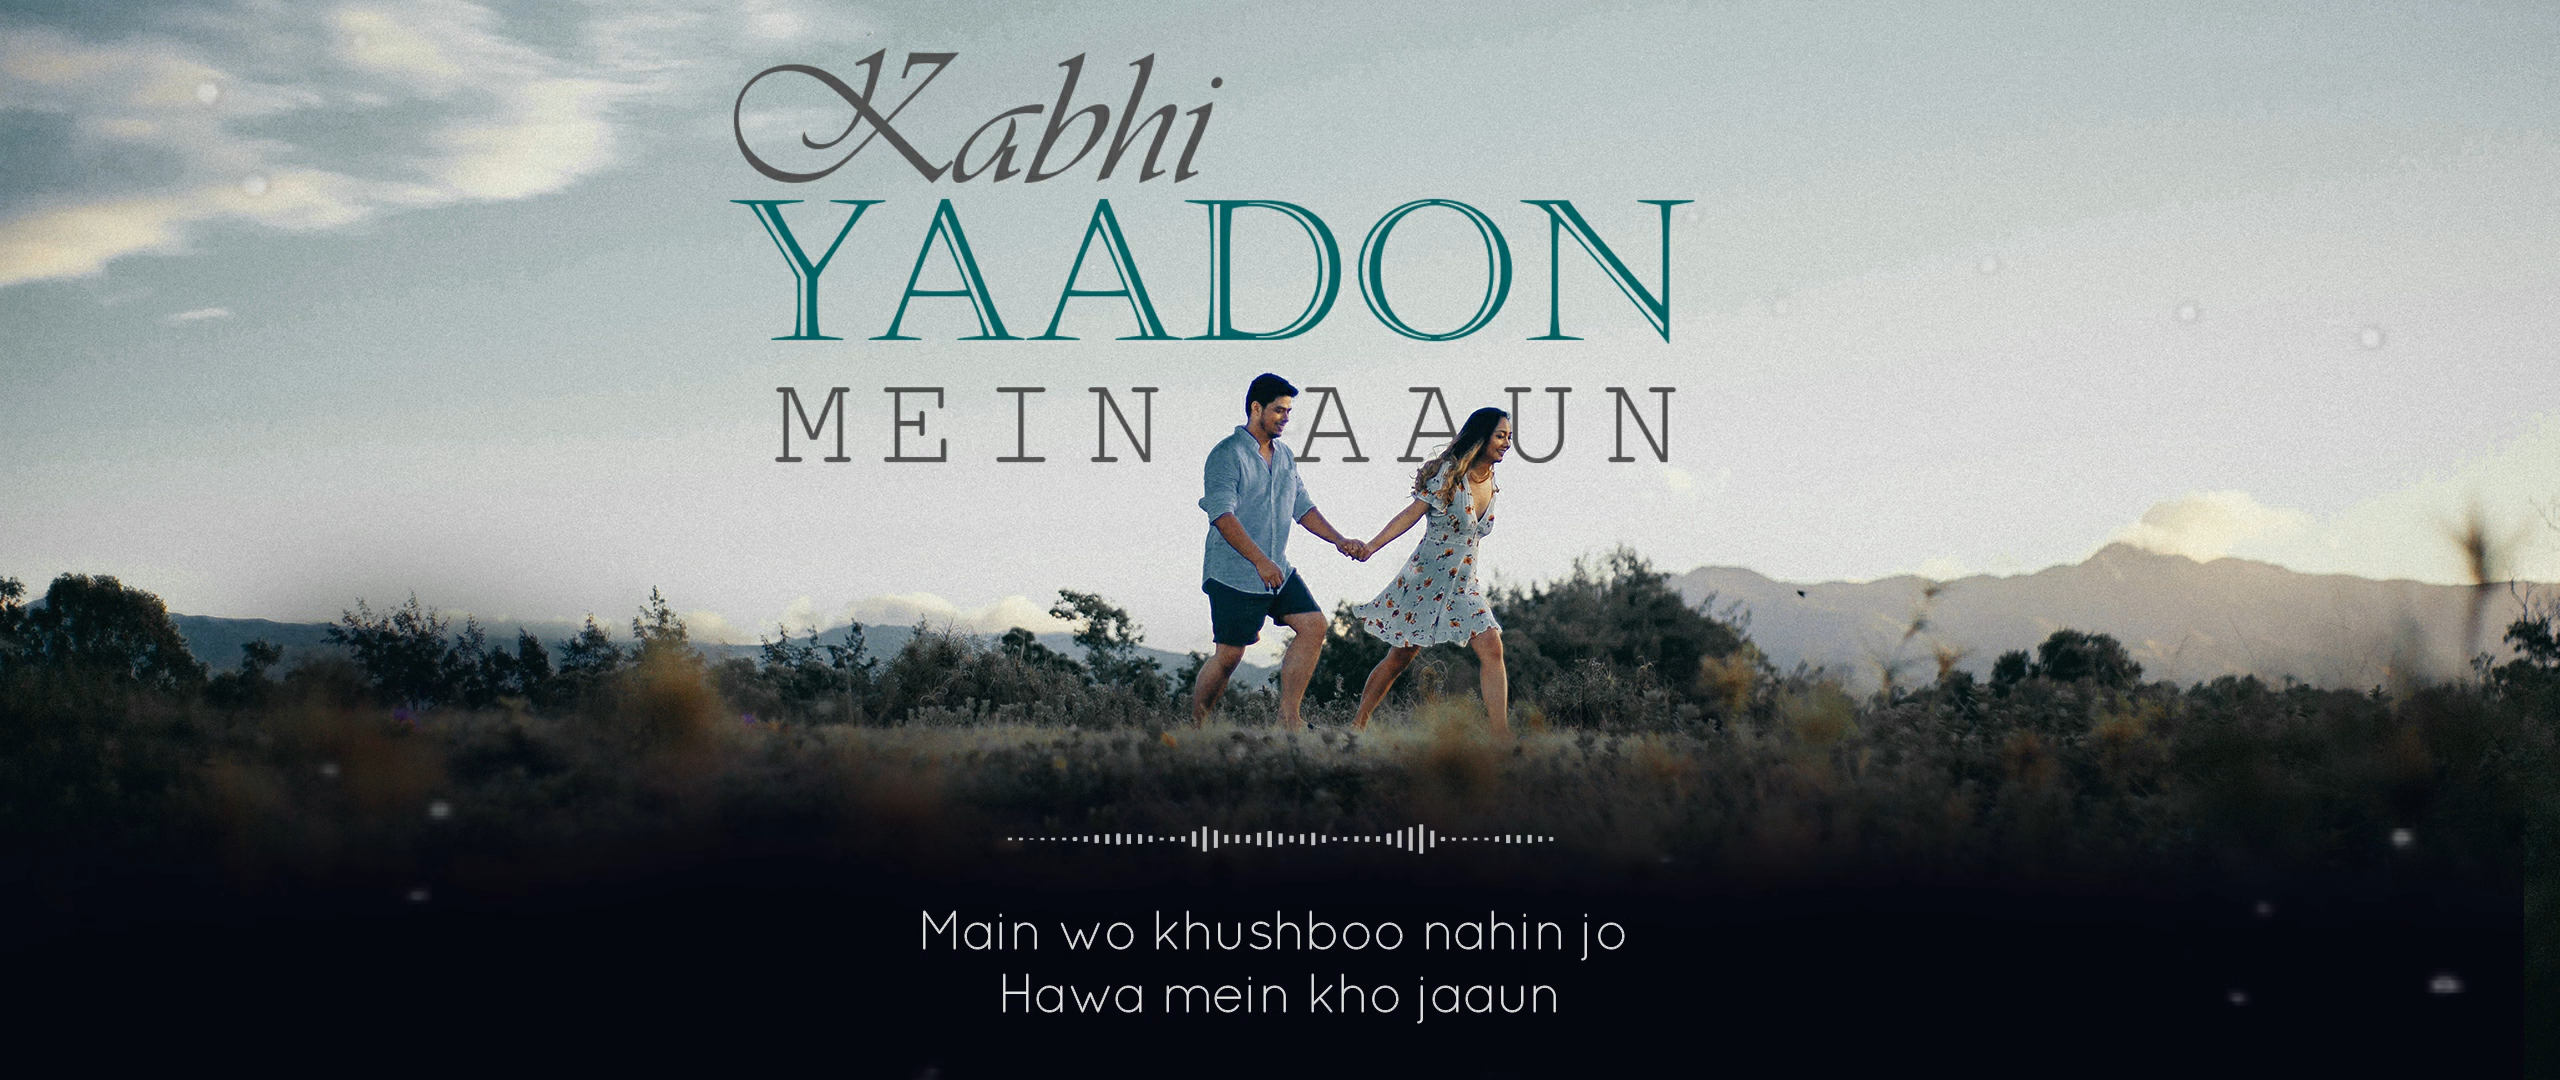 Kabhi
YAADON
MEIN AAUN
Main wo khushboo nahin jo
Hawa mein kho jaaun